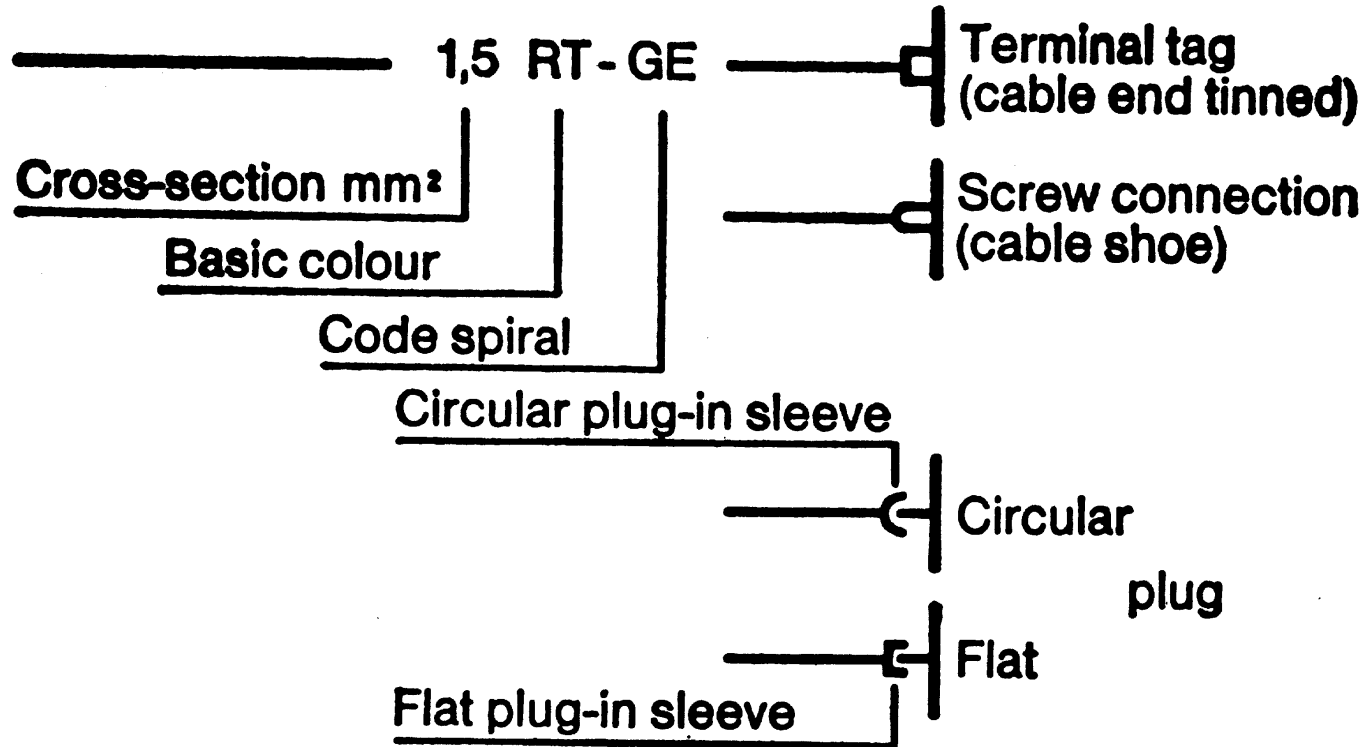 1,5 RT - GE
Terminal tag
(cable end tinned)
Cross-section mm²
Screw connection
(cable shoe)
Basic colour
Code spiral
Circular plug-in sleeve
Circular
plug
Flat
Flat plug-in sleeve